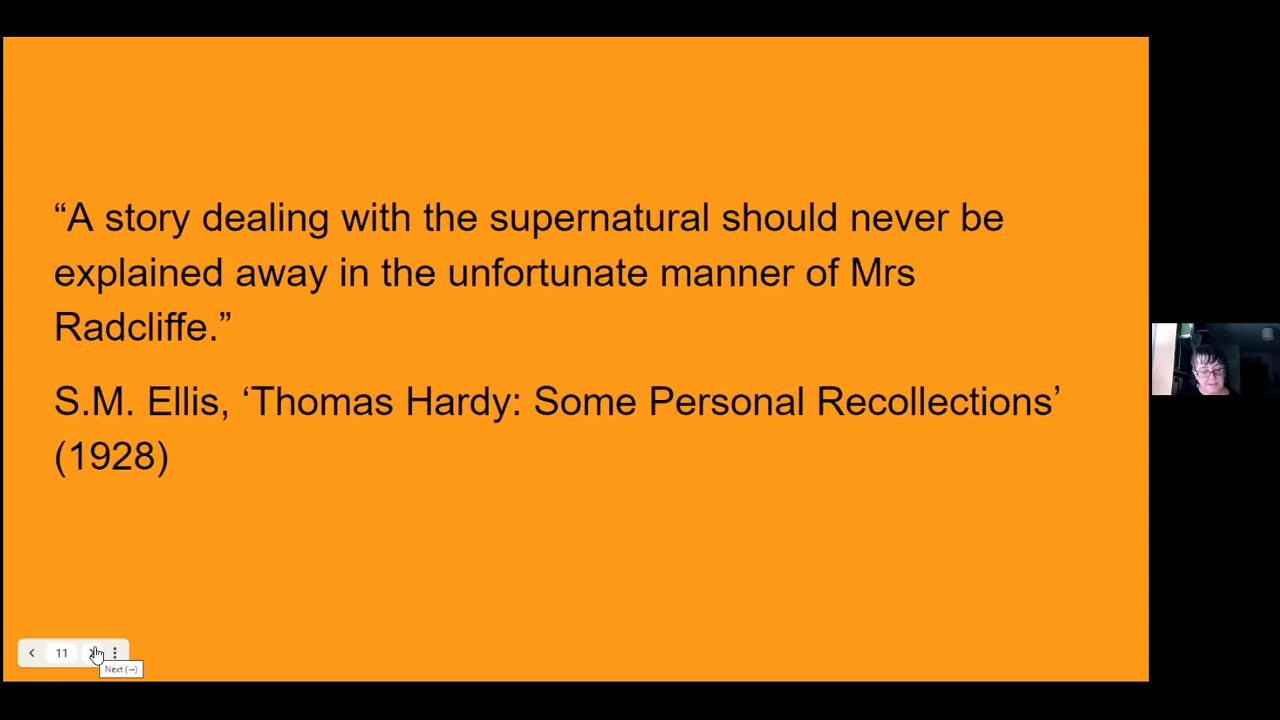 “A story dealing with the supernatural should never be
explained away in the unfortunate manner of Mrs
Radcliffe.”
S.M. Ellis, ‘Thomas Hardy: Some Personal Recollections’
(1928)
11
Next (→)